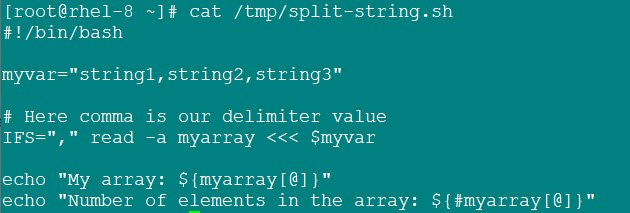 [root@rhel-8 ~]# cat /tmp/split-string.sh
#!/bin/bash
myvar="string1,string2,string3"
# Here comma is our delimiter value
IFS="," read -a myarray <<< $myvar
echo "My array: ${myarray[@]}"
echo "Number of elements in the array: ${#myarray[@]}"